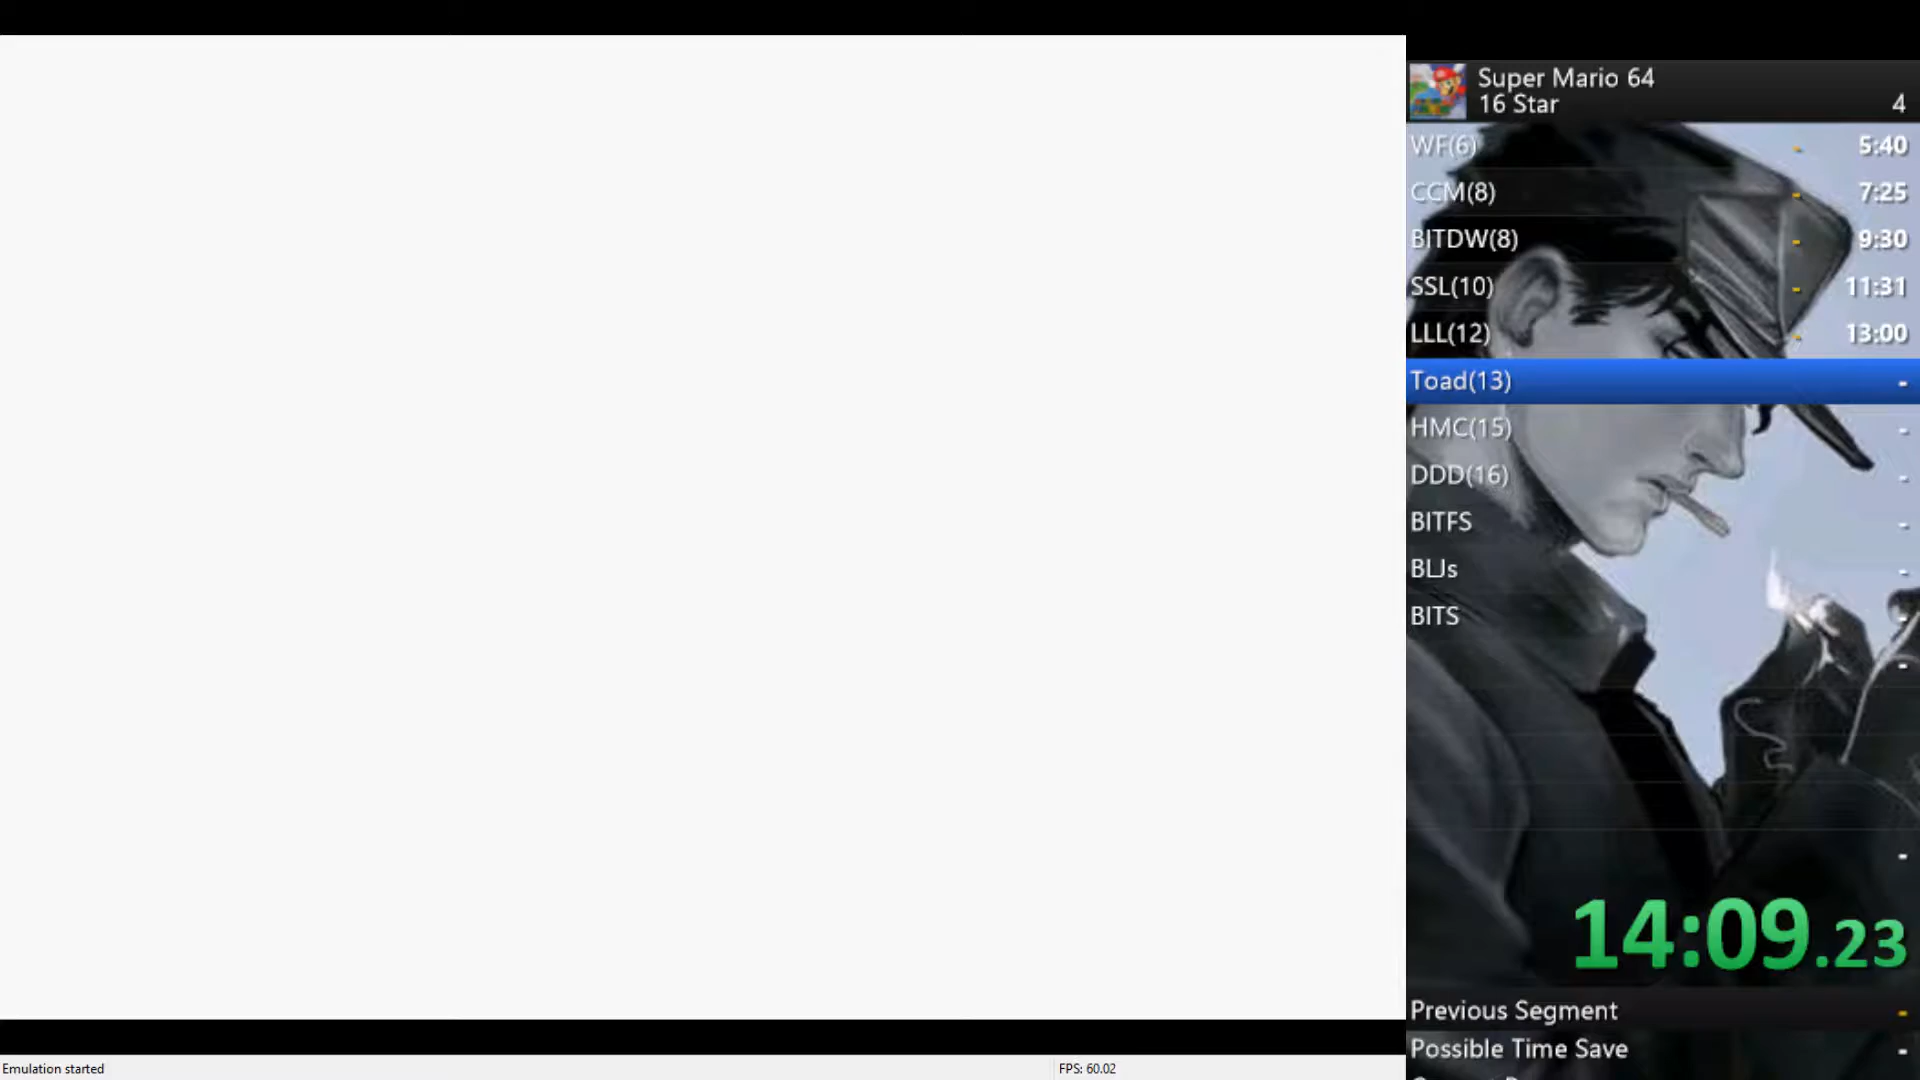 Super Mario 64
16 Star
4
WF(6) - 5:40
CCM(8) - 7:25
BITDW(8) - 9:30
SSL(10) - 11:31
LLL(12) - 13:00
Toad(13) -
HMC(15) -
DDD(16) -
BITFS -
BLJs -
BITS -
-
-
14:09.23
Previous Segment -
Possible Time Save -
Emulation started
FPS: 60.02